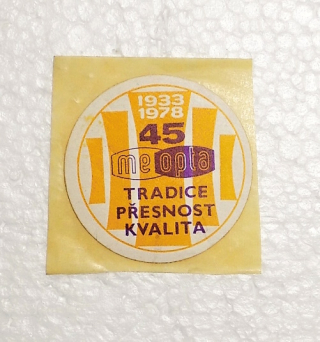 1933
1978
45
meopta
TRADICE
PŘESNOST
KVALITA